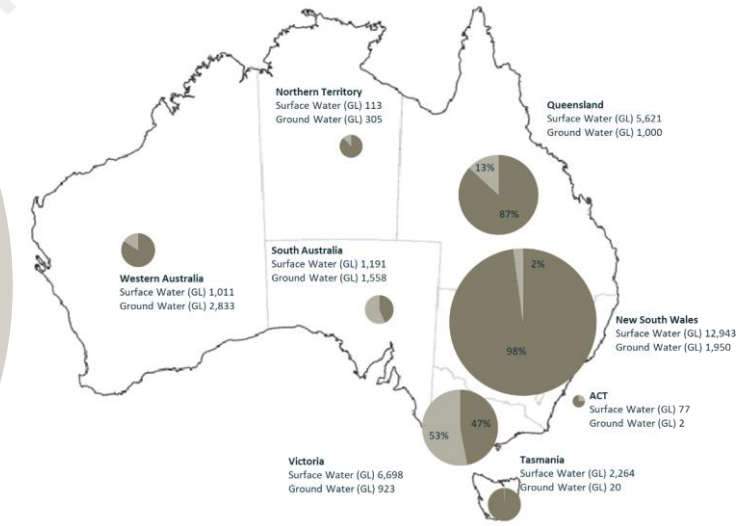 Northern Territory
Surface Water (GL) 113
Ground Water (GL) 305
Queensland
Surface Water (GL) 5,621
Ground Water (GL) 1,000
13%
87%
South Australia
Surface Water (GL) 1,191
Ground Water (GL) 1,558
Western Australia
Surface Water (GL) 1,011
Ground Water (GL) 2,833
2%
98%
New South Wales
Surface Water (GL) 12,943
Ground Water (GL) 1,950
ACT
Surface Water (GL) 77
Ground Water (GL) 2
47%
53%
Victoria
Surface Water (GL) 6,698
Ground Water (GL) 923
Tasmania
Surface Water (GL) 2,264
Ground Water (GL) 20